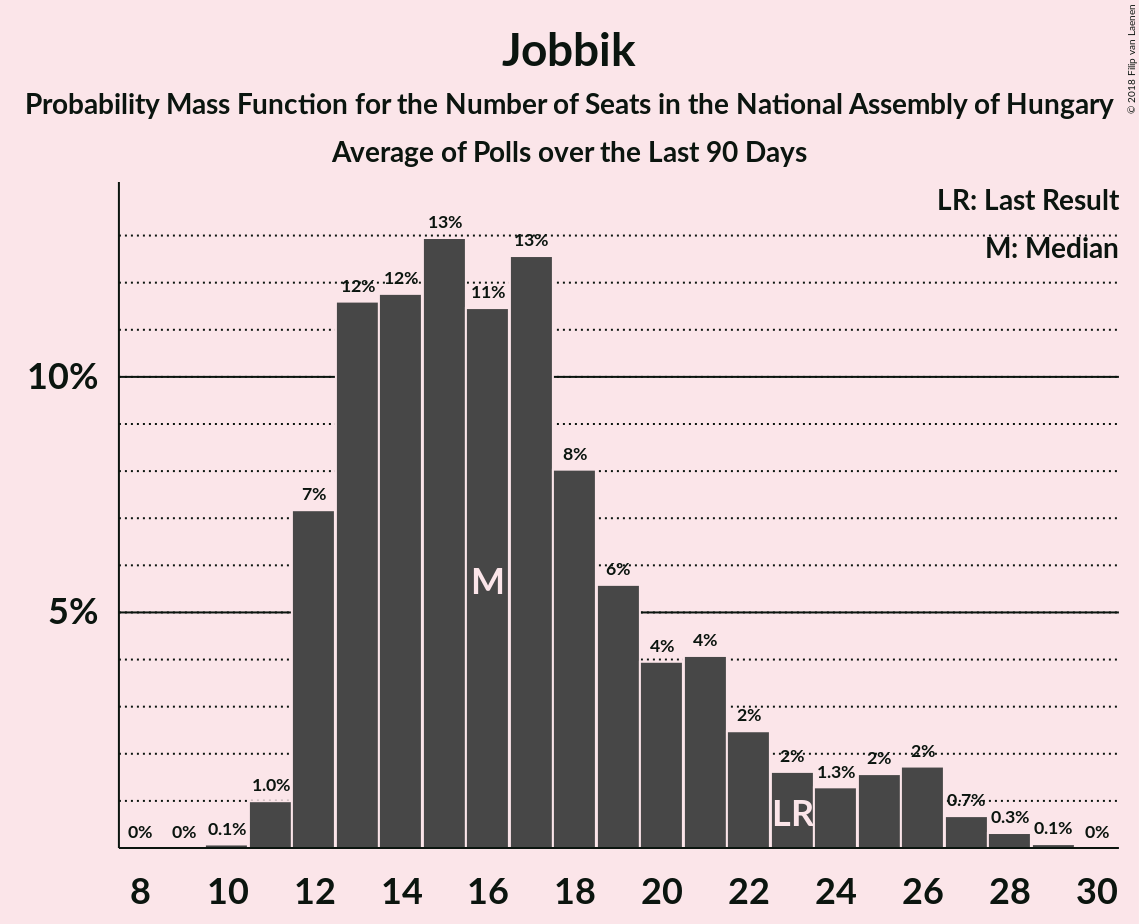 Jobbik
Probability Mass Function for the Number of Seats in the National Assembly of Hungary
Average of Polls over the Last 90 Days
© 2018 Filip van Laenen
LR: Last Result
M: Median
10%
5%
0%
0%
0.1%
1.0%
7%
12%
12%
13%
11%
13%
8%
6%
4%
4%
2%
2%
1.3%
2%
2%
0.7%
0.3%
0.1%
0%
M
LR
8 10 12 14 16 18 20 22 24 26 28 30